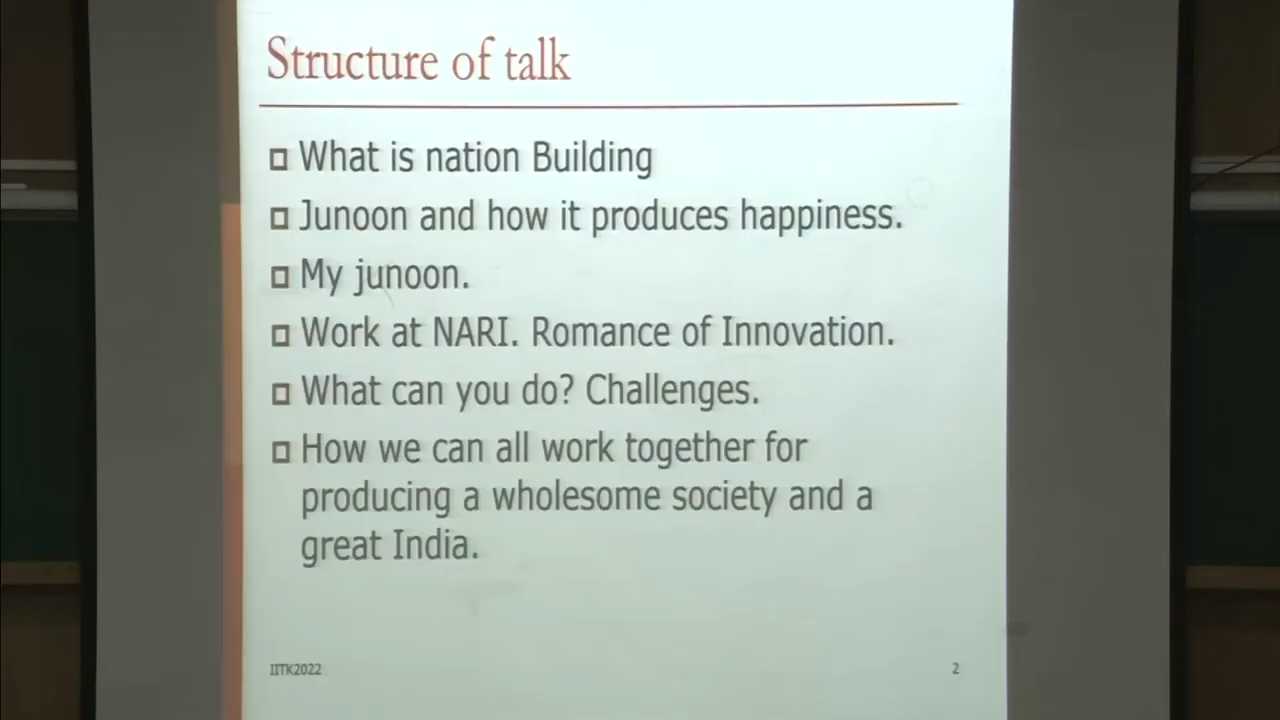 Structure of talk
What is nation Building
Junoon and how it produces happiness.
My junoon.
Work at NARI. Romance of Innovation.
What can you do? Challenges.
How we can all work together for
producing a wholesome society and a
great India.
IITK2022
2